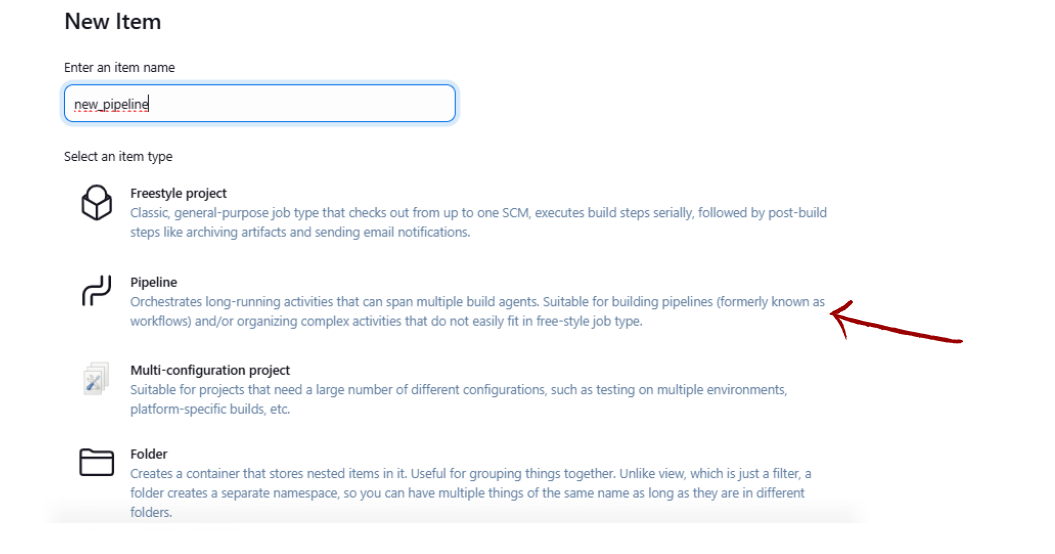 New Item
Enter an item name
new_pipeline
Select an item type
Freestyle project
Classic, general-purpose job type that checks out from up to one SCM, executes build steps serially, followed by post-build
steps like archiving artifacts and sending email notifications.
Pipeline
Orchestrates long-running activities that can span multiple build agents. Suitable for building pipelines (formerly known as
workflows) and/or organizing complex activities that do not easily fit in free-style job type.
Multi-configuration project
Suitable for projects that need a large number of different configurations, such as testing on multiple environments,
platform-specific builds, etc.
Folder
Creates a container that stores nested items in it. Useful for grouping things together. Unlike view, which is just a filter, a
folder creates a separate namespace, so you can have multiple things of the same name as long as they are in different
folders.